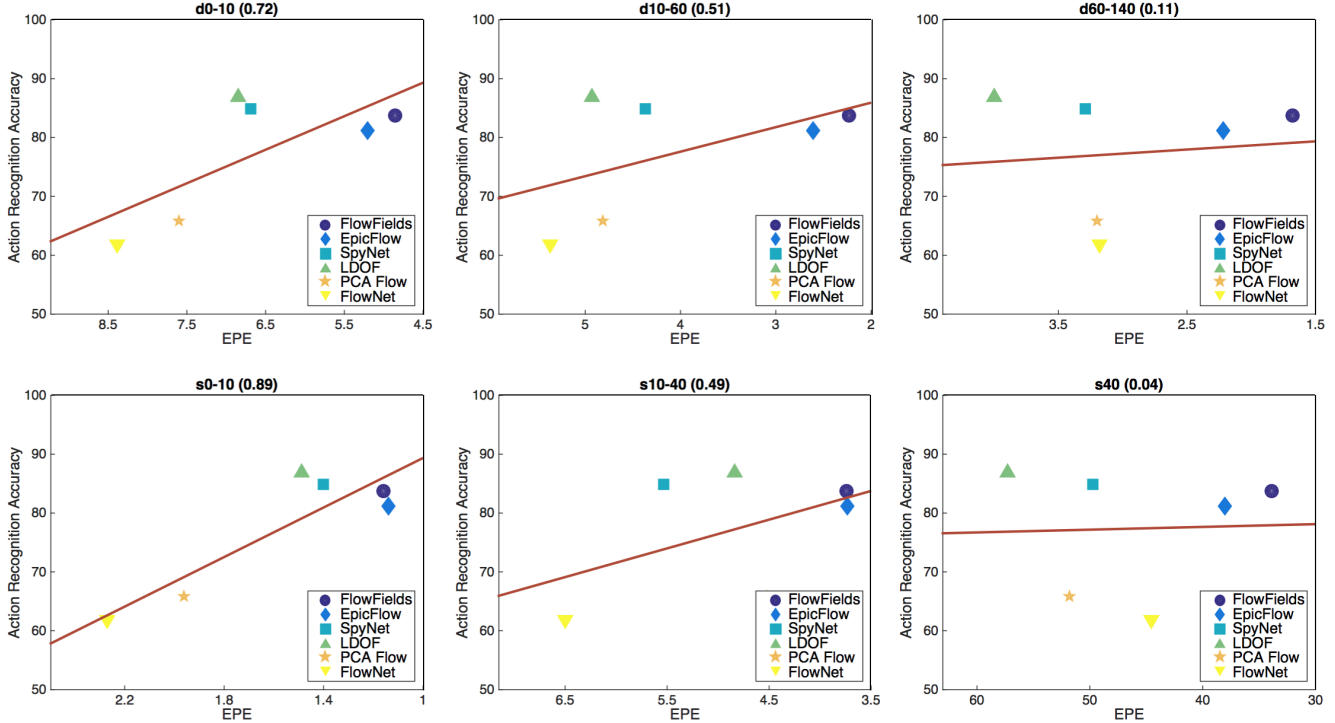 d0-10 (0.72)
Action Recognition Accuracy
100
90
80
70
60
50
8.5 7.5 6.5 5.5 4.5
EPE
FlowFields
EpicFlow
SpyNet
LDOF
PCA Flow
FlowNet
d10-60 (0.51)
Action Recognition Accuracy
100
90
80
70
60
50
5 4 3 2
EPE
FlowFields
EpicFlow
SpyNet
LDOF
PCA Flow
FlowNet
d60-140 (0.11)
Action Recognition Accuracy
100
90
80
70
60
50
3.5 2.5 1.5
EPE
FlowFields
EpicFlow
SpyNet
LDOF
PCA Flow
FlowNet
s0-10 (0.89)
Action Recognition Accuracy
100
90
80
70
60
50
2.2 1.8 1.4 1
EPE
FlowFields
EpicFlow
SpyNet
LDOF
PCA Flow
FlowNet
s10-40 (0.49)
Action Recognition Accuracy
100
90
80
70
60
50
6.5 5.5 4.5 3.5
EPE
FlowFields
EpicFlow
SpyNet
LDOF
PCA Flow
FlowNet
s40 (0.04)
Action Recognition Accuracy
100
90
80
70
60
50
60 50 40 30
EPE
FlowFields
EpicFlow
SpyNet
LDOF
PCA Flow
FlowNet